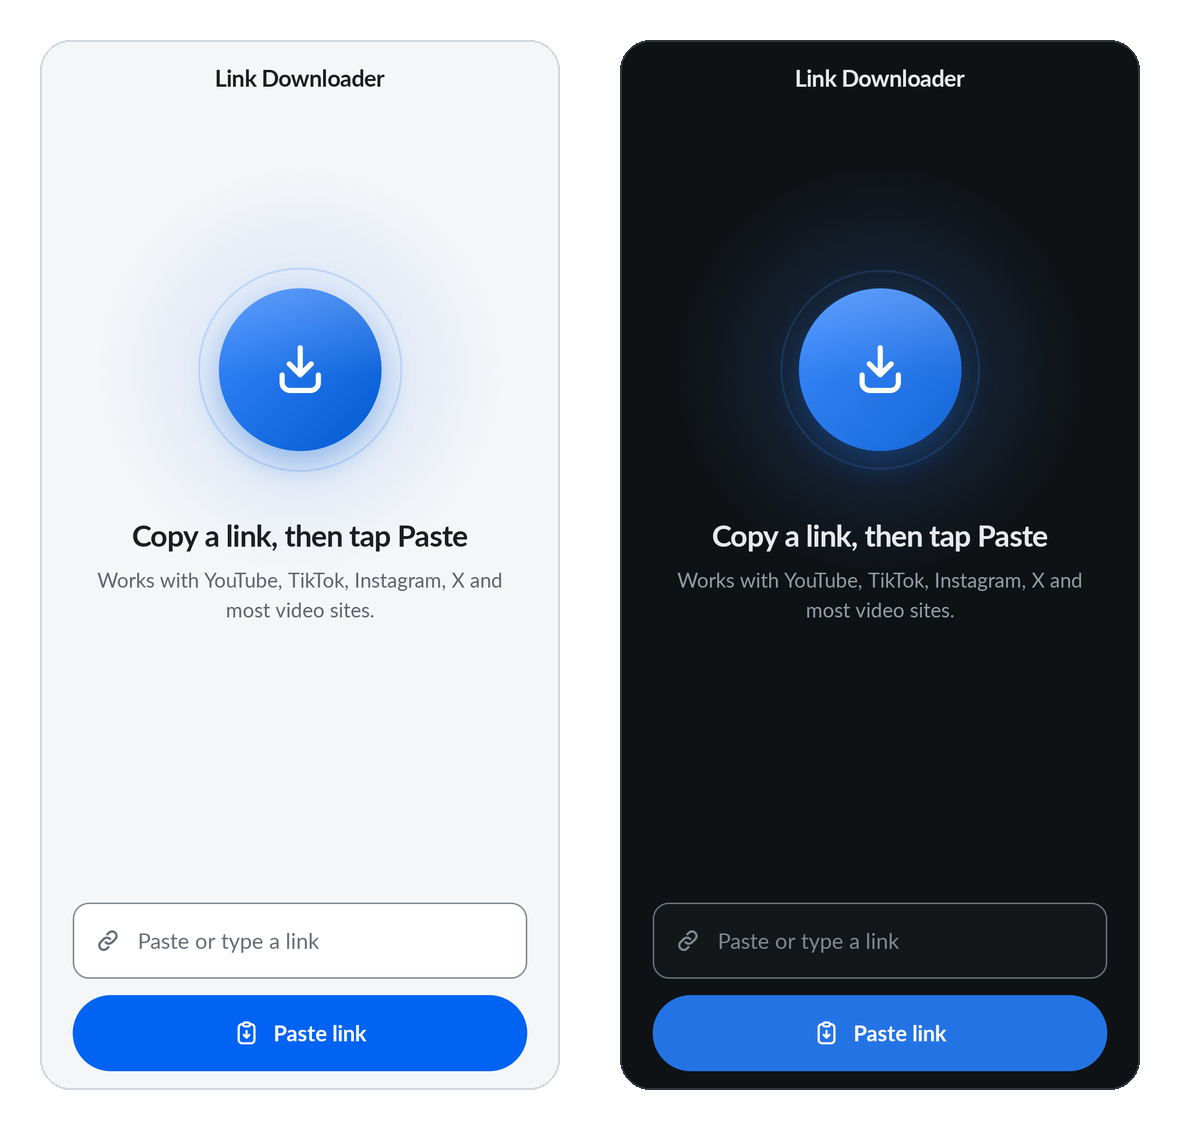 Link Downloader
Copy a link, then tap Paste
Works with YouTube, TikTok, Instagram, X and
most video sites.
Paste or type a link
Paste link
Link Downloader
Copy a link, then tap Paste
Works with YouTube, TikTok, Instagram, X and
most video sites.
Paste or type a link
Paste link